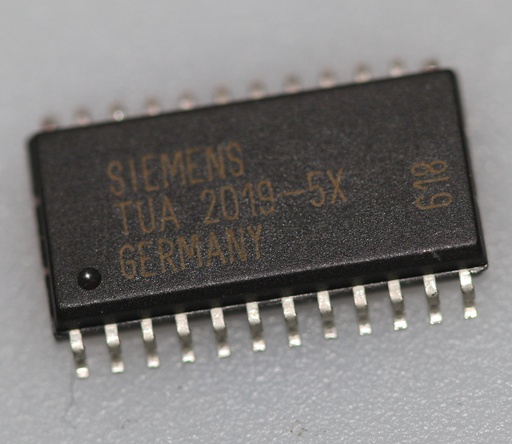 SIEMENS
TUA 2019-5X
GERMANY
618